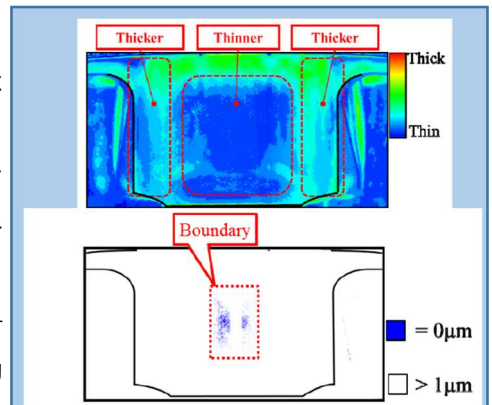 Thicker Thinner Thicker
Thick
Thin
Boundary
= 0μm
> 1μm